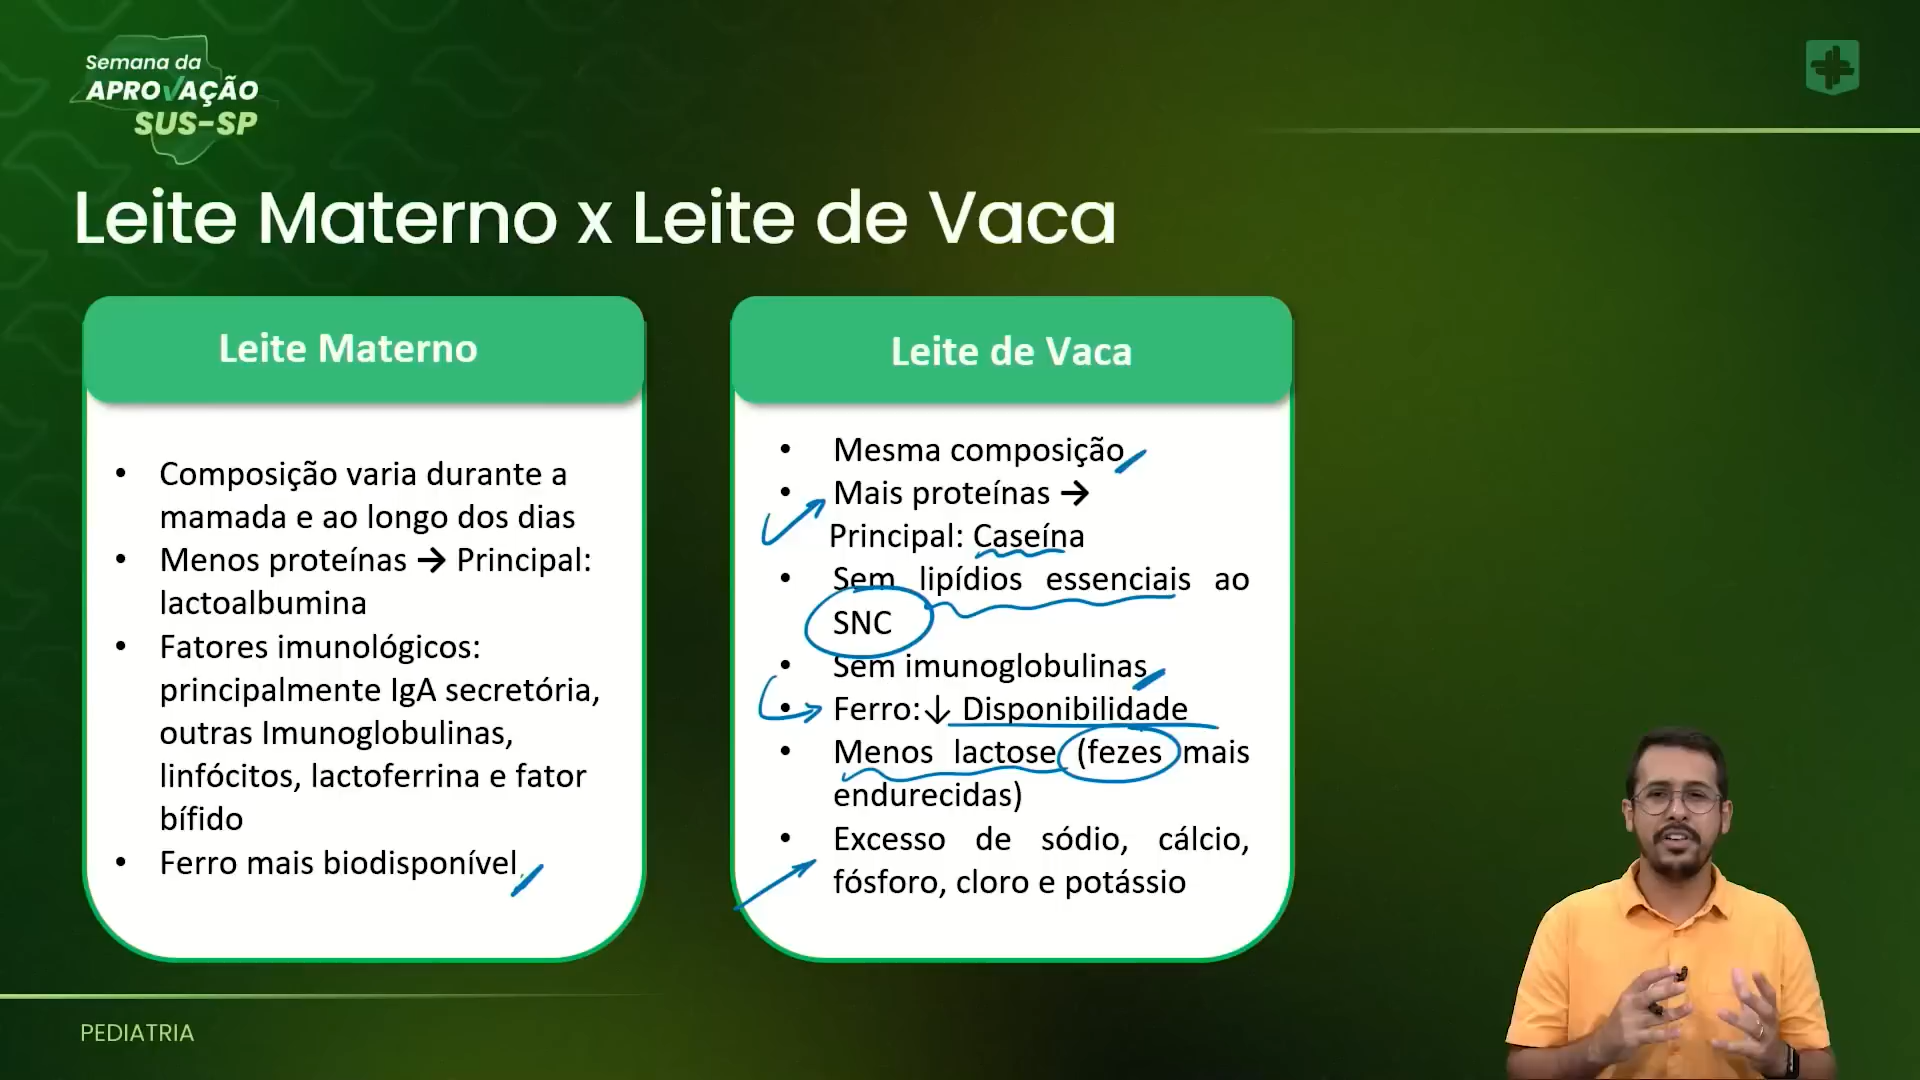 Semana da
APROVAÇÃO
SUS-SP
Leite Materno x Leite de Vaca
Leite Materno
• Composição varia durante a
mamada e ao longo dos dias
• Menos proteínas → Principal:
lactoalbumina
• Fatores imunológicos:
principalmente IgA secretória,
outras Imunoglobulinas,
linfócitos, lactoferrina e fator
bífido
• Ferro mais biodisponível
Leite de Vaca
• Mesma composição
• Mais proteínas →
Principal: Caseína
• Sem lipídios essenciais ao
SNC
• Sem imunoglobulinas
• Ferro:↓ Disponibilidade
• Menos lactose (fezes mais
endurecidas)
• Excesso de sódio, cálcio,
fósforo, cloro e potássio
PEDIATRIA